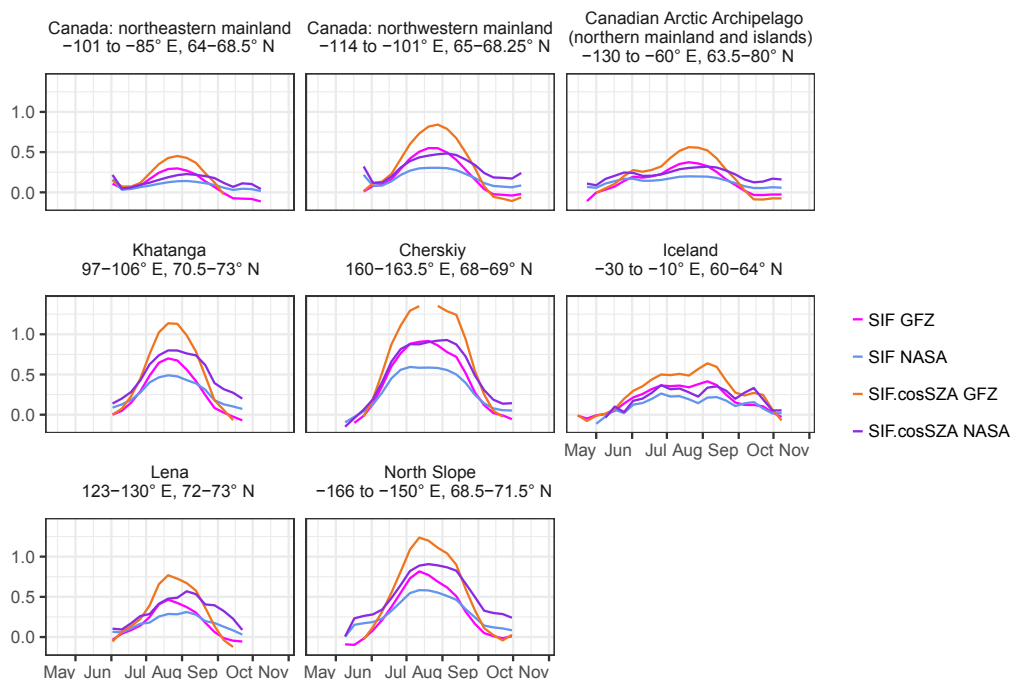 Canada: northeastern mainland
−101 to −85° E, 64−68.5° N
Canada: northwestern mainland
−114 to −101° E, 65−68.25° N
Canadian Arctic Archipelago
(northern mainland and islands)
−130 to −60° E, 63.5−80° N
1.0
0.5
0.0
Khatanga
97−106° E, 70.5−73° N
Cherskiy
160−163.5° E, 68−69° N
Iceland
−30 to −10° E, 60−64° N
1.0
0.5
0.0
May Jun Jul Aug Sep Oct Nov
SIF GFZ
SIF NASA
SIF.cosSZA GFZ
SIF.cosSZA NASA
Lena
123−130° E, 72−73° N
North Slope
−166 to −150° E, 68.5−71.5° N
1.0
0.5
0.0
May Jun Jul Aug Sep Oct Nov
May Jun Jul Aug Sep Oct Nov